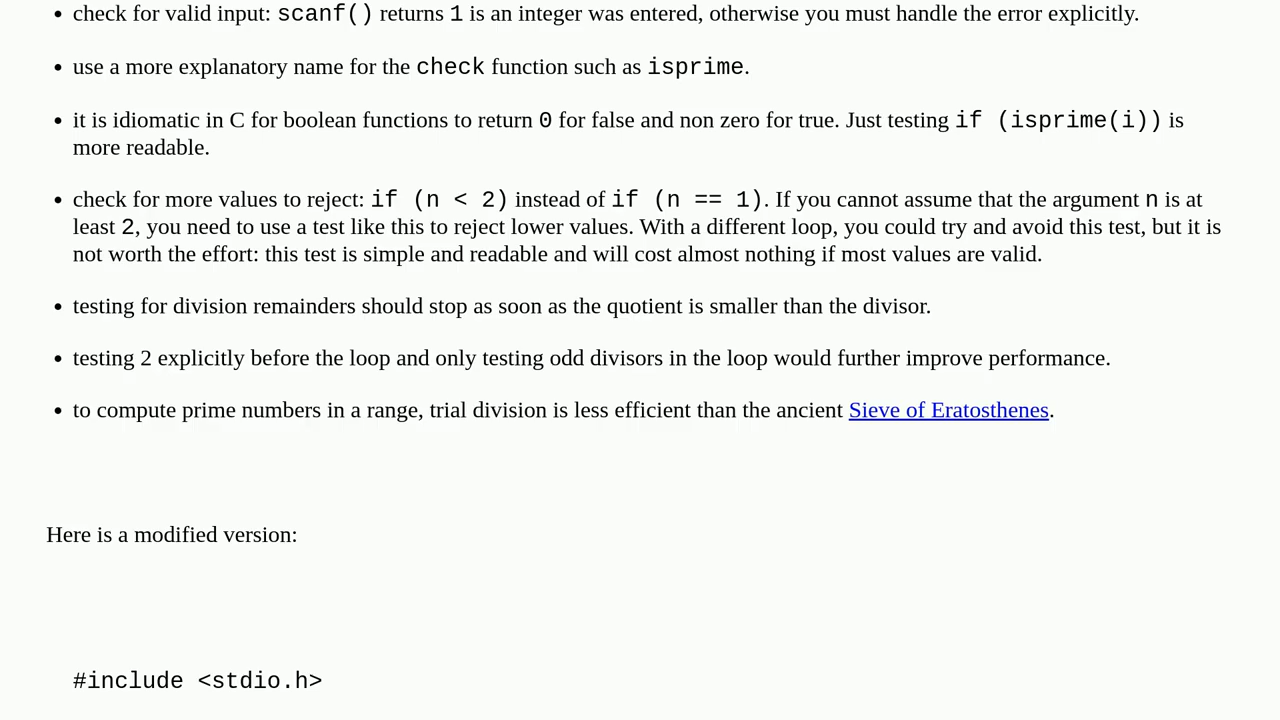 • check for valid input: scanf() returns 1 is an integer was entered, otherwise you must handle the error explicitly.
• use a more explanatory name for the check function such as isprime.
• it is idiomatic in C for boolean functions to return 0 for false and non zero for true. Just testing if (isprime(i)) is
more readable.
• check for more values to reject: if (n < 2) instead of if (n == 1). If you cannot assume that the argument n is at
least 2, you need to use a test like this to reject lower values. With a different loop, you could try and avoid this test, but it is
not worth the effort: this test is simple and readable and will cost almost nothing if most values are valid.
• testing for division remainders should stop as soon as the quotient is smaller than the divisor.
• testing 2 explicitly before the loop and only testing odd divisors in the loop would further improve performance.
• to compute prime numbers in a range, trial division is less efficient than the ancient Sieve of Eratosthenes.
Here is a modified version:
#include <stdio.h>